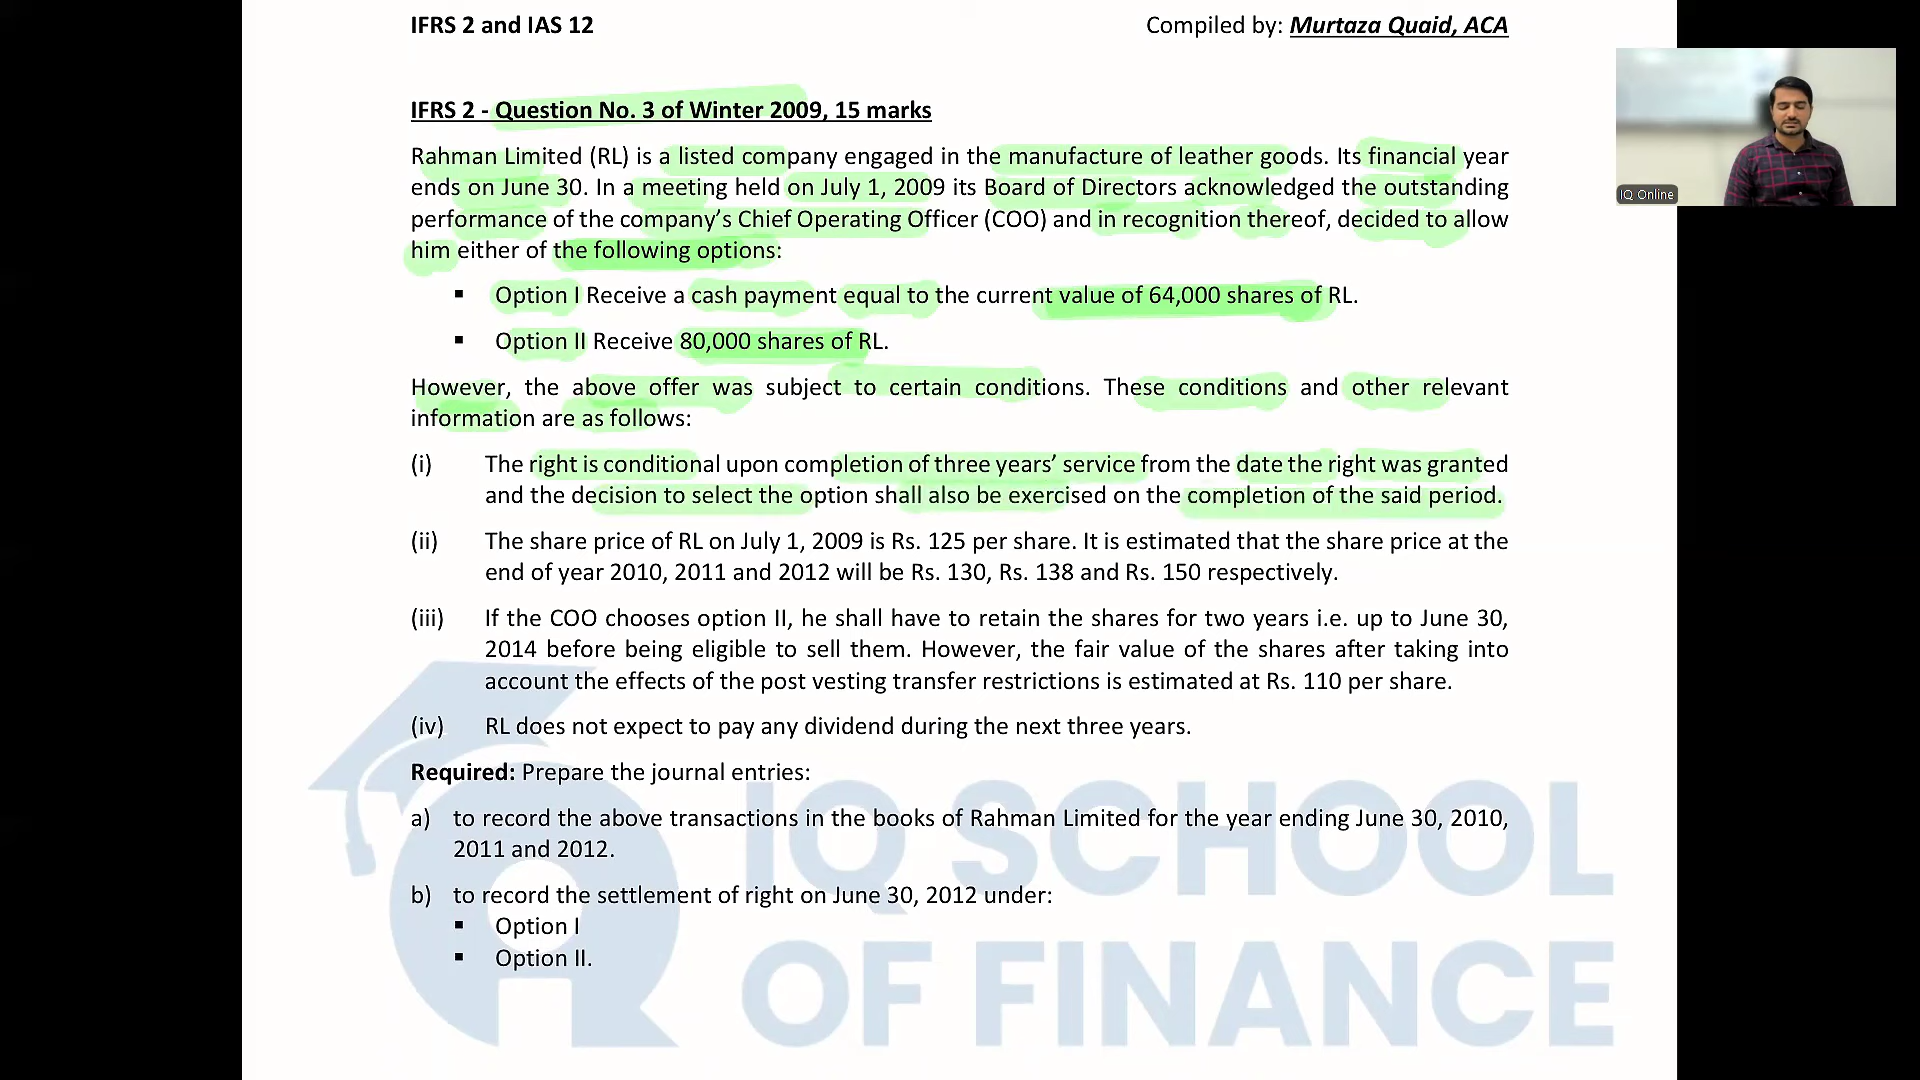 IFRS 2 and IAS 12
Compiled by: Murtaza Quaid, ACA
IFRS 2 - Question No. 3 of Winter 2009, 15 marks
Rahman Limited (RL) is a listed company engaged in the manufacture of leather goods. Its financial year
ends on June 30. In a meeting held on July 1, 2009 its Board of Directors acknowledged the outstanding
performance of the company’s Chief Operating Officer (COO) and in recognition thereof, decided to allow
him either of the following options:
▪ Option I Receive a cash payment equal to the current value of 64,000 shares of RL.
▪ Option II Receive 80,000 shares of RL.
However, the above offer was subject to certain conditions. These conditions and other relevant
information are as follows:
(i) The right is conditional upon completion of three years’ service from the date the right was granted
and the decision to select the option shall also be exercised on the completion of the said period.
(ii) The share price of RL on July 1, 2009 is Rs. 125 per share. It is estimated that the share price at the
end of year 2010, 2011 and 2012 will be Rs. 130, Rs. 138 and Rs. 150 respectively.
(iii) If the COO chooses option II, he shall have to retain the shares for two years i.e. up to June 30,
2014 before being eligible to sell them. However, the fair value of the shares after taking into
account the effects of the post vesting transfer restrictions is estimated at Rs. 110 per share.
(iv) RL does not expect to pay any dividend during the next three years.
Required: Prepare the journal entries:
a) to record the above transactions in the books of Rahman Limited for the year ending June 30, 2010,
2011 and 2012.
b) to record the settlement of right on June 30, 2012 under:
▪ Option I
▪ Option II.
IQ SCHOOL
OF FINANCE
IQ Online